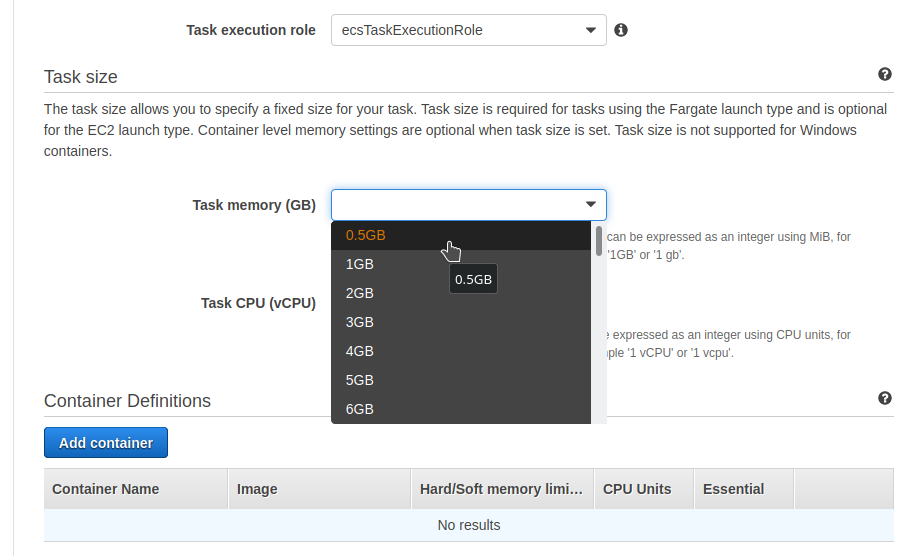 Task execution role
ecsTaskExecutionRole
Task size
The task size allows you to specify a fixed size for your task. Task size is required for tasks using the Fargate launch type and is optional
for the EC2 launch type. Container level memory settings are optional when task size is set. Task size is not supported for Windows
containers.
Task memory (GB)
0.5GB
can be expressed as an integer using MiB, for
'1GB' or '1 gb'.
1GB
0.5GB
2GB
Task CPU (vCPU)
3GB
expressed as an integer using CPU units, for
4GB
'1 vCPU' or '1 vcpu'.
5GB
6GB
Container Definitions
Add container
Container Name
Image
Hard/Soft memory limi...
CPU Units
Essential
No results